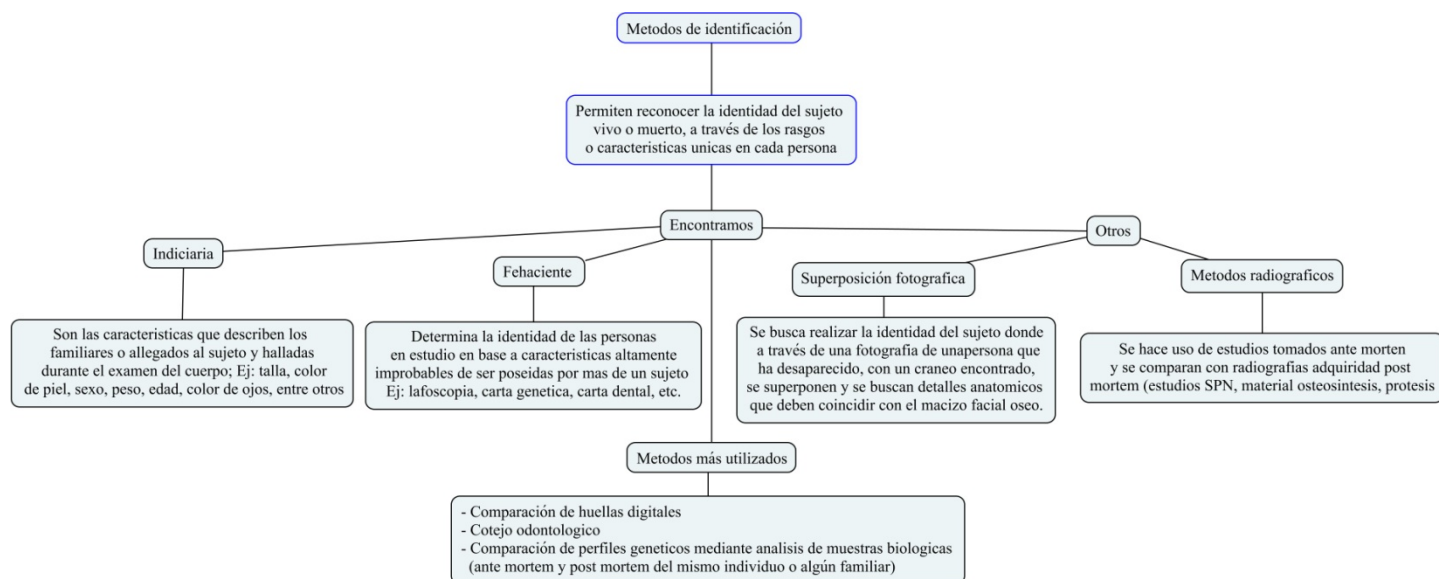 Metodos de identificación
Permiten reconocer la identidad del sujeto
vivo o muerto, a través de los rasgos
o caracteristicas unicas en cada persona
Encontramos
Indiciaria
Son las caracteristicas que describen los
familiares o allegados al sujeto y halladas
durante el examen del cuerpo; Ej: talla, color
de piel, sexo, peso, edad, color de ojos, entre otros
Fehaciente
Determina la identidad de las personas
en estudio en base a caracteristicas altamente
improbables de ser poseidas por mas de un sujeto
Ej: lafoscopia, carta genetica, carta dental, etc.
Otros
Superposición fotografica
Se busca realizar la identidad del sujeto donde
a través de una fotografia de unapersona que
ha desaparecido, con un craneo encontrado,
se superponen y se buscan detalles anatomicos
que deben coincidir con el macizo facial oseo.
Metodos radiograficos
Se hace uso de estudios tomados ante morten
y se comparan con radiografias adquiridad post
mortem (estudios SPN, material osteosintesis, protesis
Metodos más utilizados
- Comparación de huellas digitales
- Cotejo odontologico
- Comparación de perfiles geneticos mediante analisis de muestras biologicas
(ante mortem y post mortem del mismo individuo o algún familiar)